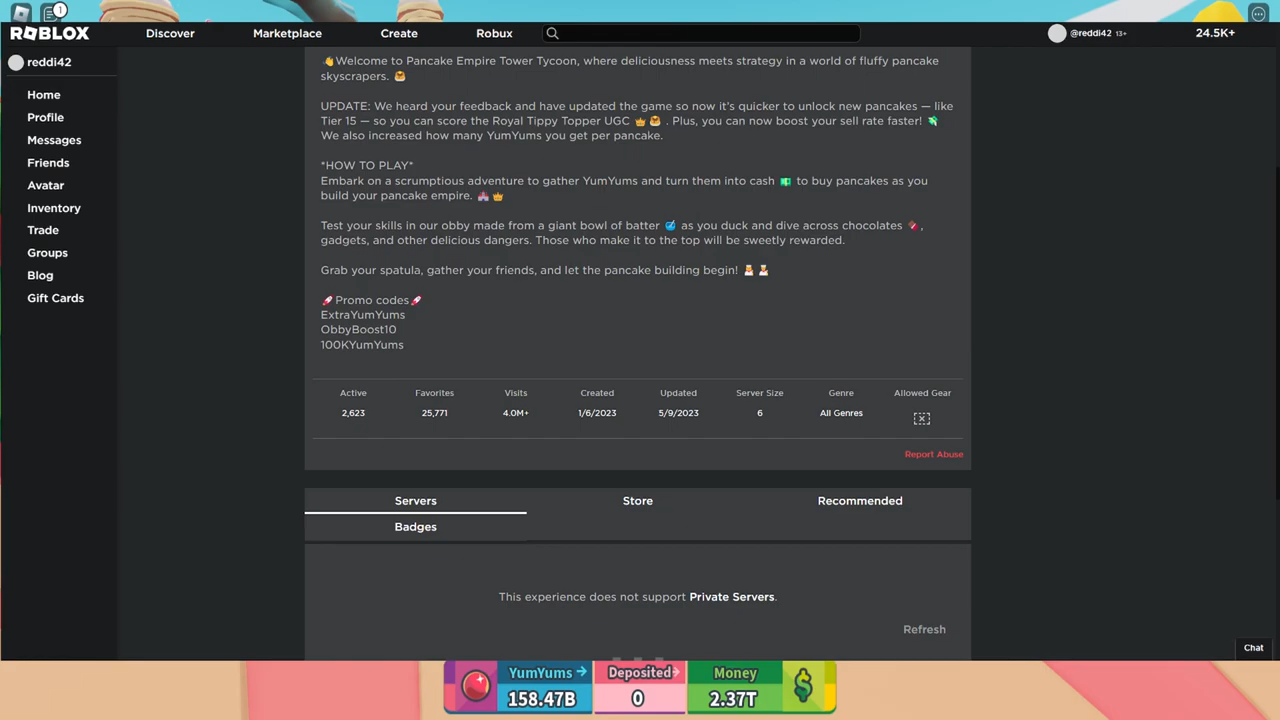 1
ROBLOX Discover Marketplace Create Robux @reddi42 13+ 24.5K+
reddi42
Home
Profile
Messages
Friends
Avatar
Inventory
Trade
Groups
Blog
Gift Cards
👋Welcome to Pancake Empire Tower Tycoon, where deliciousness meets strategy in a world of fluffy pancake
skyscrapers. 🥞
UPDATE: We heard your feedback and have updated the game so now it’s quicker to unlock new pancakes — like
Tier 15 — so you can score the Royal Tippy Topper UGC 👑 🥞 . Plus, you can now boost your sell rate faster! 💸
We also increased how many YumYums you get per pancake.
*HOW TO PLAY*
Embark on a scrumptious adventure to gather YumYums and turn them into cash 💵 to buy pancakes as you
build your pancake empire. 🏰 👑
Test your skills in our obby made from a giant bowl of batter 🥣 as you duck and dive across chocolates 🍫,
gadgets, and other delicious dangers. Those who make it to the top will be sweetly rewarded.
Grab your spatula, gather your friends, and let the pancake building begin! 👩‍🍳 👨‍🍳
🚀Promo codes🚀
ExtraYumYums
ObbyBoost10
100KYumYums
Active Favorites Visits Created Updated Server Size Genre Allowed Gear
2,623 25,771 4.0M+ 1/6/2023 5/9/2023 6 All Genres
Report Abuse
Servers Store Recommended
Badges
This experience does not support Private Servers.
Refresh
Chat
YumYums Deposited Money
158.47B 0 2.37T
$